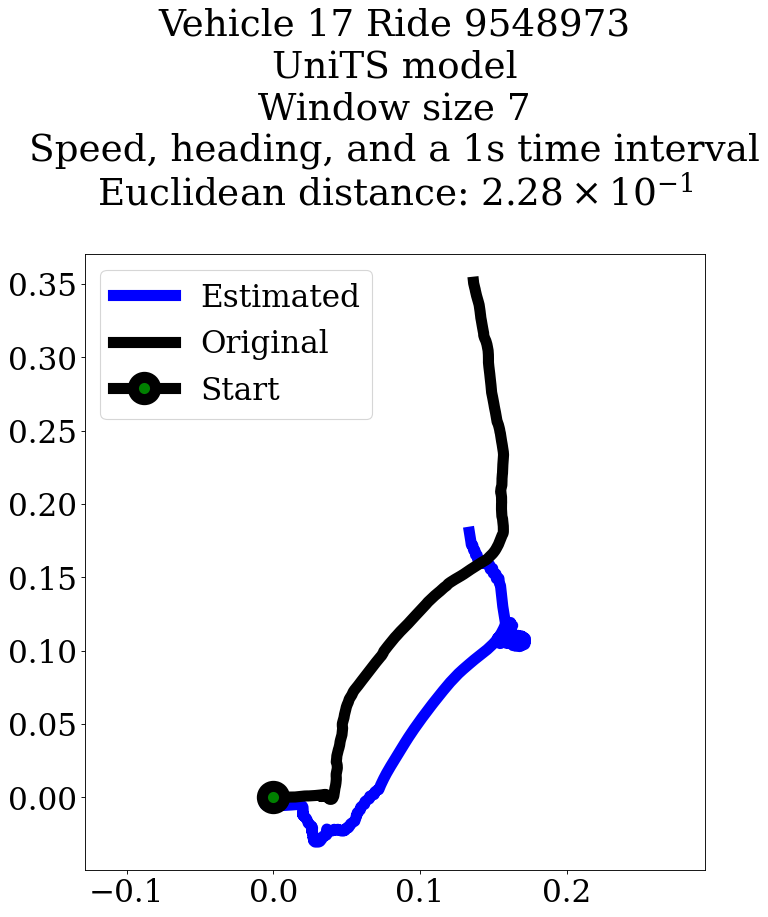 Vehicle 17 Ride 9548973
UniTS model
Window size 7
Speed, heading, and a 1s time interval
Euclidean distance: 2.28 × 10⁻¹
Estimated
Original
Start
0.35
0.30
0.25
0.20
0.15
0.10
0.05
0.00
−0.1 0.0 0.1 0.2